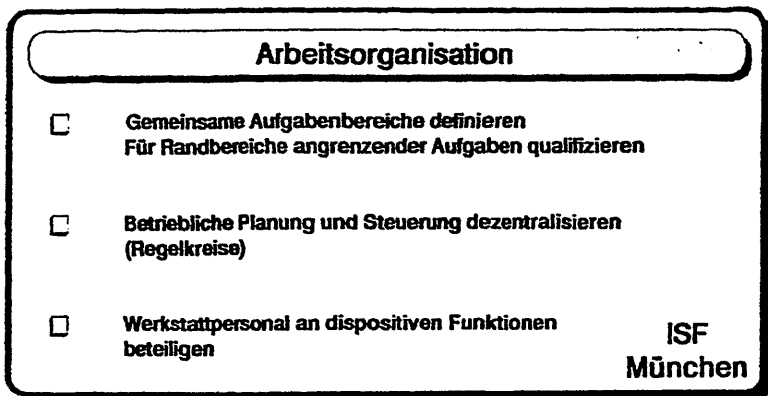 Arbeitsorganisation
Gemeinsame Aufgabenbereiche definieren
Für Randbereiche angrenzender Aufgaben qualifizieren
Betriebliche Planung und Steuerung dezentralisieren
(Regelkreise)
Werkstattpersonal an dispositiven Funktionen
beteiligen
ISF
München